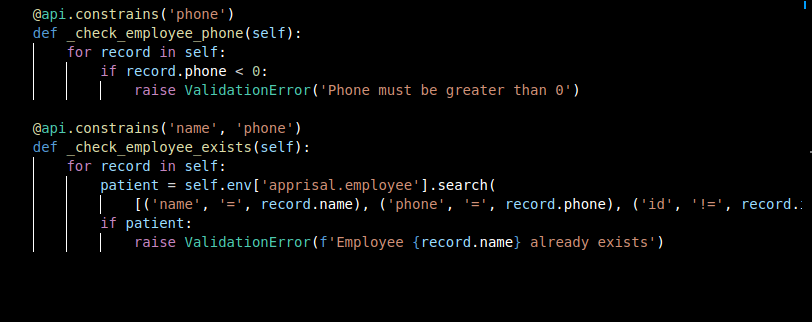 @api.constrains('phone')
def _check_employee_phone(self):
for record in self:
if record.phone < 0:
raise ValidationError('Phone must be greater than 0')
@api.constrains('name', 'phone')
def _check_employee_exists(self):
for record in self:
patient = self.env['apprisal.employee'].search(
[('name', '=', record.name), ('phone', '=', record.phone), ('id', '!=', record.
if patient:
raise ValidationError(f'Employee {record.name} already exists')